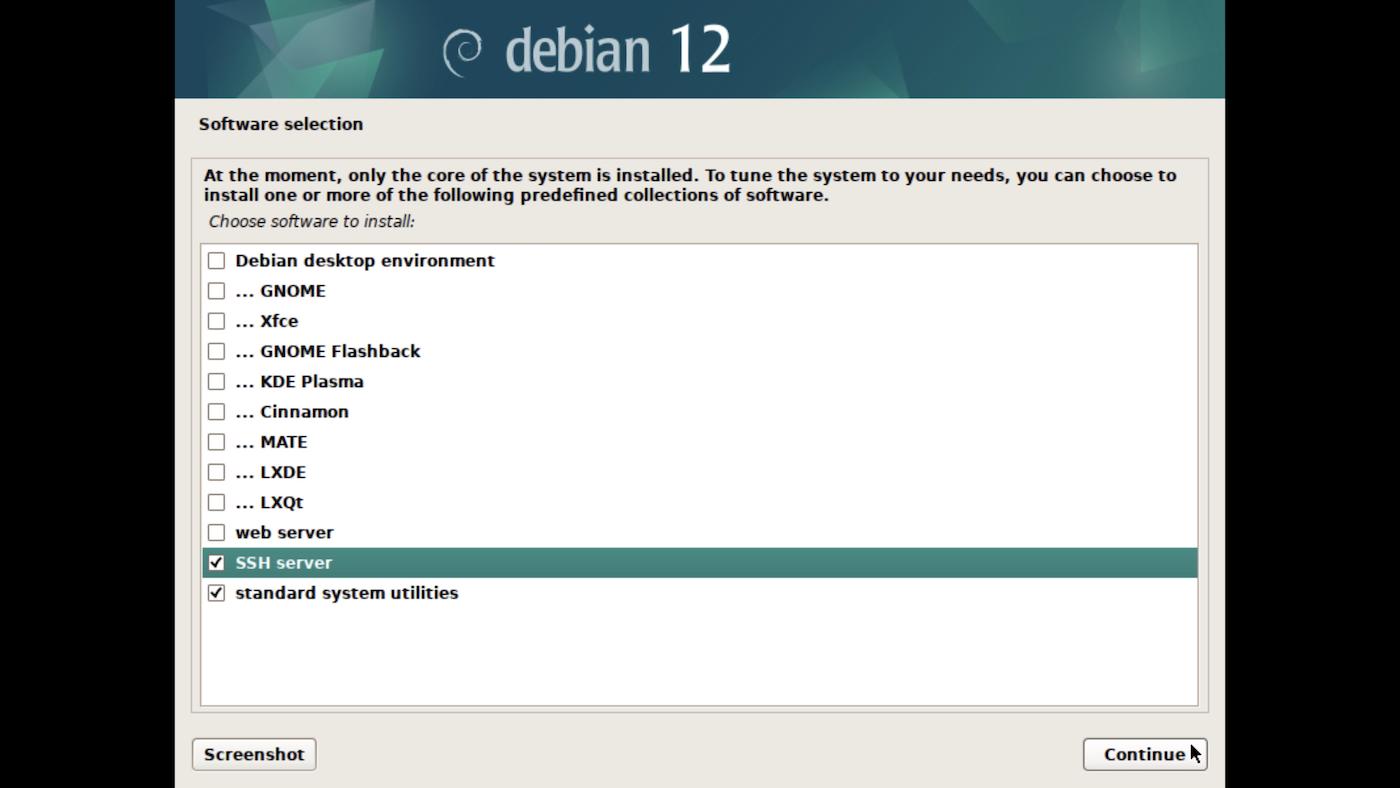 debian 12
Software selection
At the moment, only the core of the system is installed. To tune the system to your needs, you can choose to
install one or more of the following predefined collections of software.
Choose software to install:
Debian desktop environment
... GNOME
... Xfce
... GNOME Flashback
... KDE Plasma
... Cinnamon
... MATE
... LXDE
... LXQt
web server
SSH server
standard system utilities
Screenshot
Continue